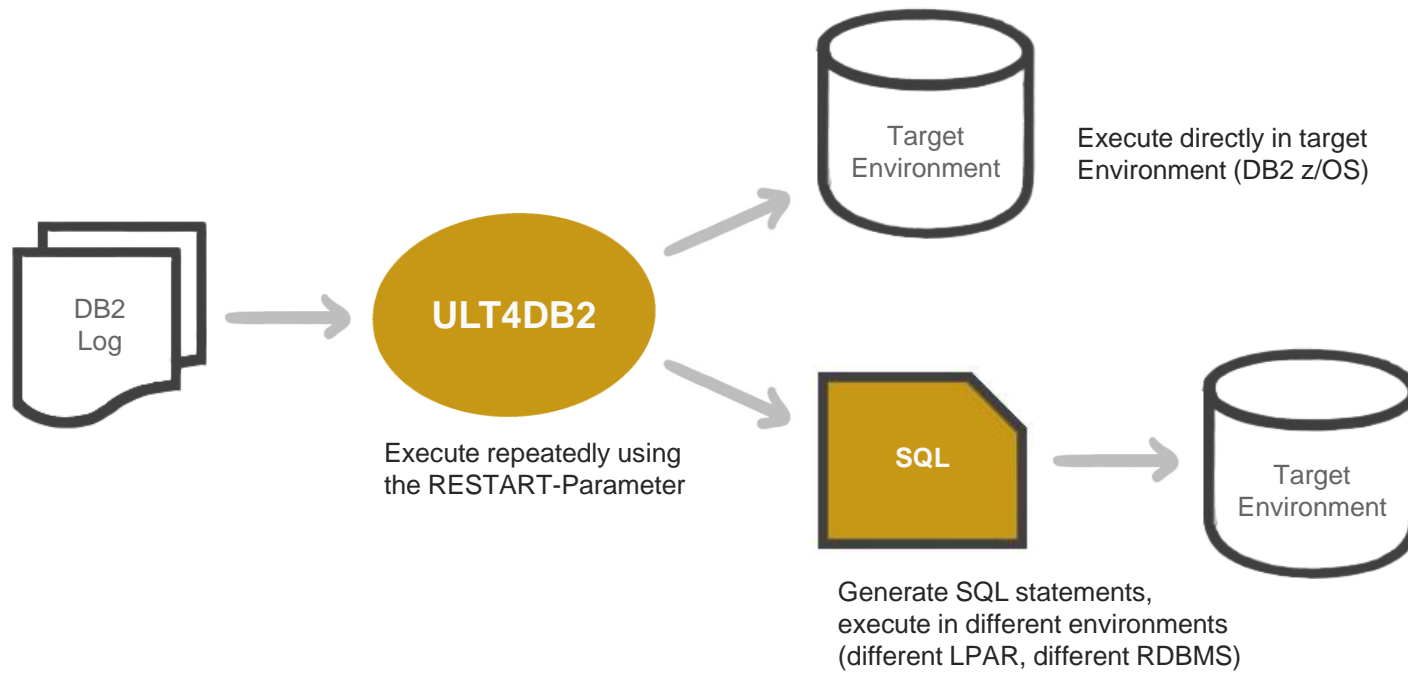 DB2
Log
ULT4DB2
Execute repeatedly using
the RESTART-Parameter
Target
Environment
Execute directly in target
Environment (DB2 z/OS)
SQL
Generate SQL statements,
execute in different environments
(different LPAR, different RDBMS)
Target
Environment